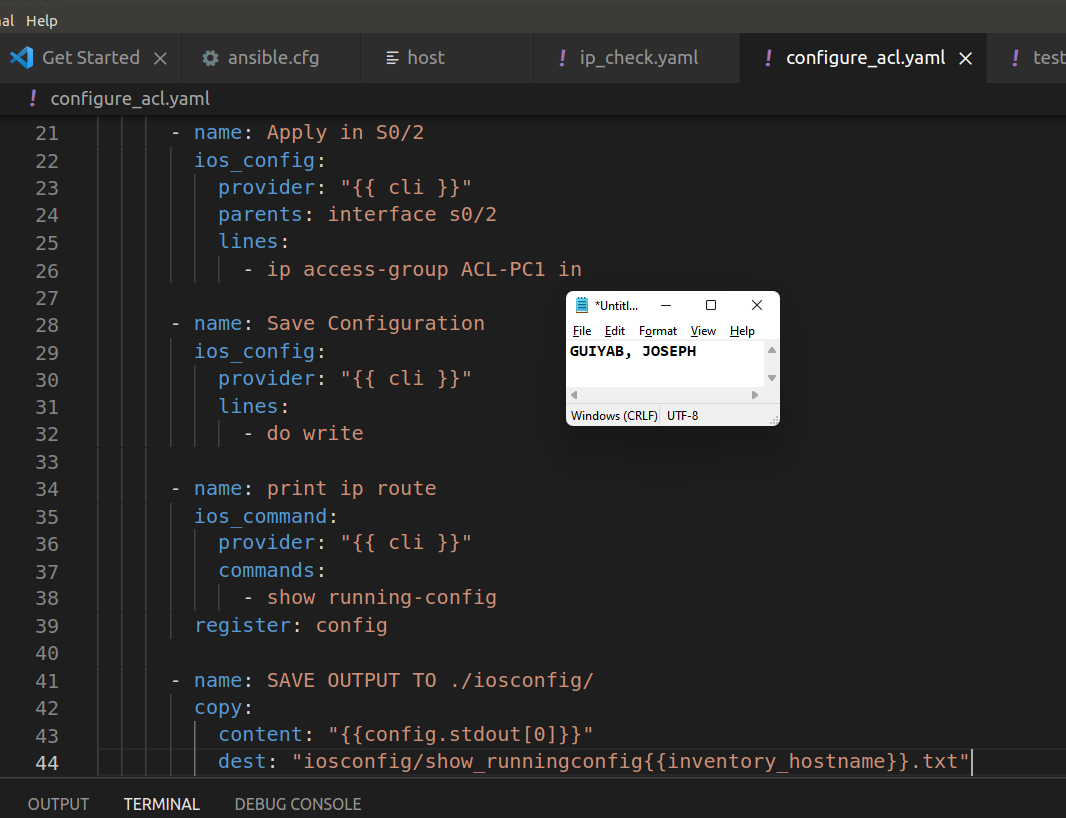 al Help
Get Started
ansible.cfg
host
! ip_check.yaml
! configure_acl.yaml
! test
! configure_acl.yaml
21 - name: Apply in S0/2
22 ios_config:
23 provider: "{{ cli }}"
24 parents: interface s0/2
25 lines:
26 - ip access-group ACL-PC1 in
27
28 - name: Save Configuration
29 ios_config:
30 provider: "{{ cli }}"
31 lines:
32 - do write
33
34 - name: print ip route
35 ios_command:
36 provider: "{{ cli }}"
37 commands:
38 - show running-config
39 register: config
40
41 - name: SAVE OUTPUT TO ./iosconfig/
42 copy:
43 content: "{{config.stdout[0]}}"
44 dest: "iosconfig/show_runningconfig{{inventory_hostname}}.txt"
*Untitl...
File Edit Format View Help
GUIYAB, JOSEPH
Windows (CRLF) UTF-8
OUTPUT TERMINAL DEBUG CONSOLE